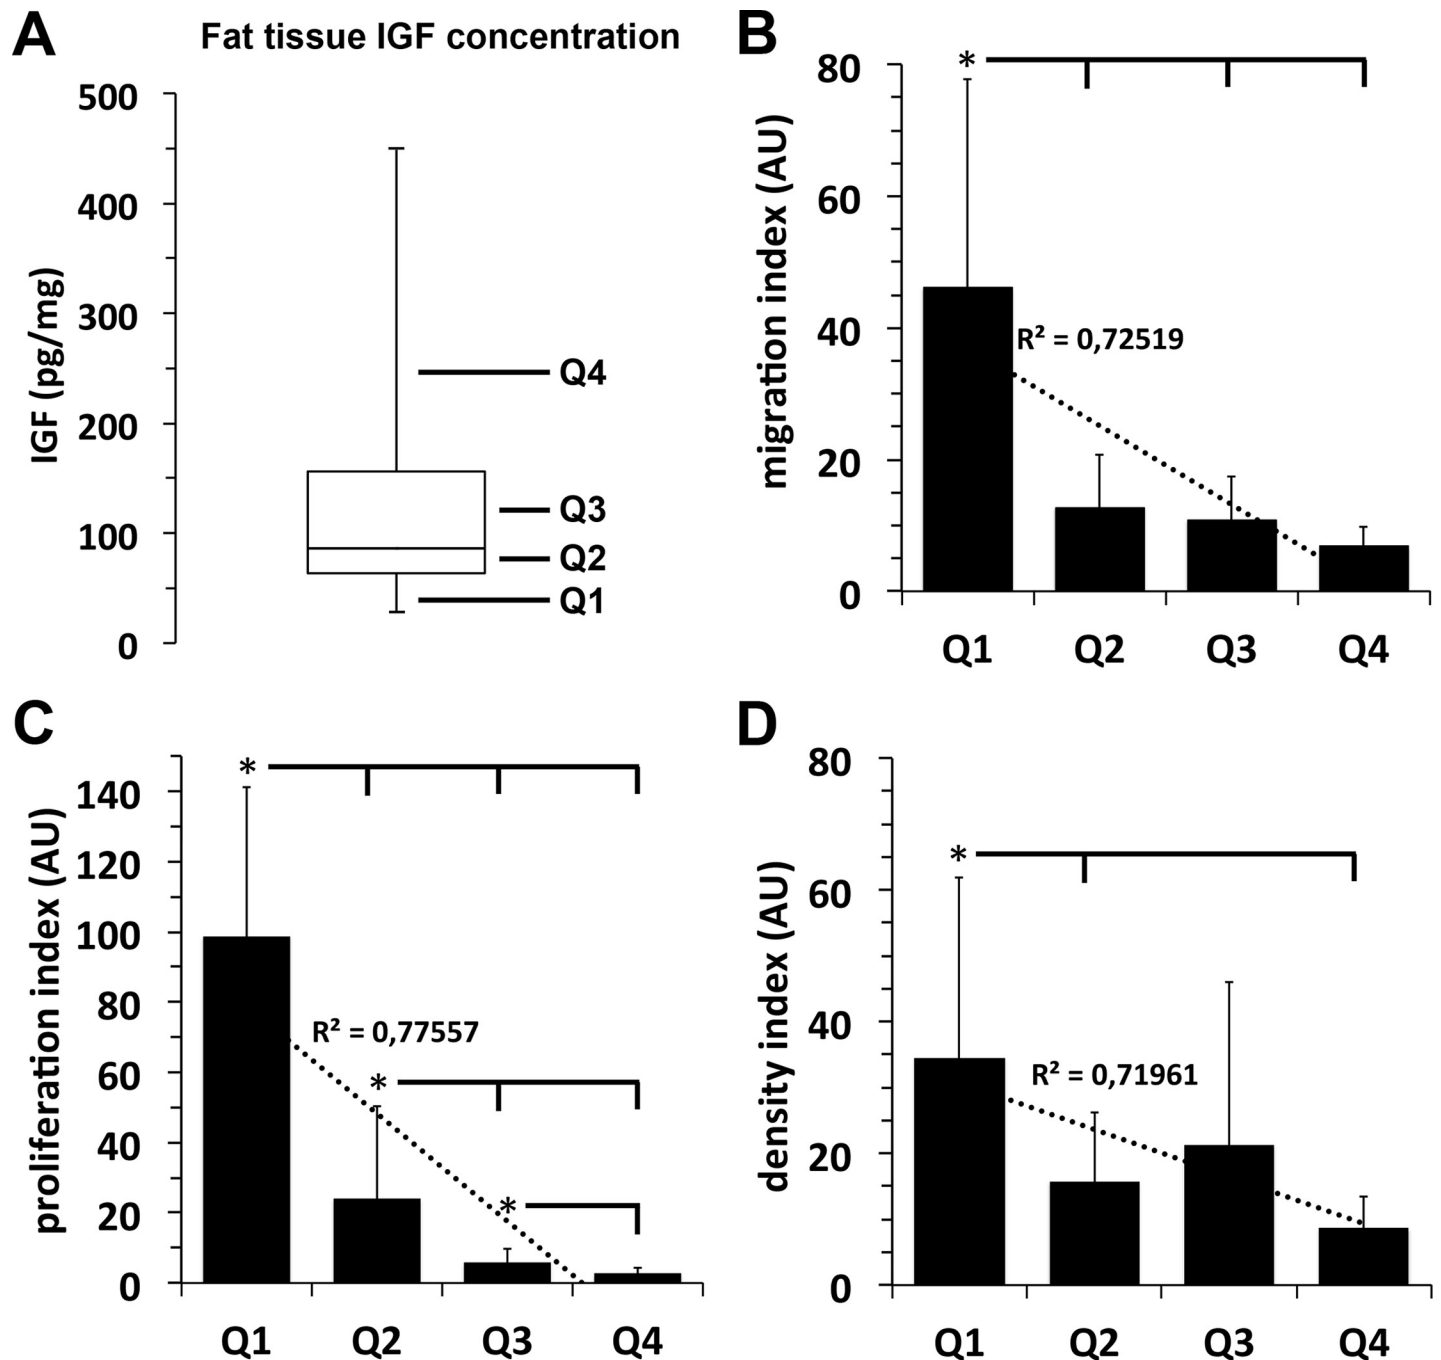 A
Fat tissue IGF concentration
500
400
300
200
100
0
IGF (pg/mg)
Q4
Q3
Q2
Q1
B
80
60
40
20
0
migration index (AU)
*
R² = 0,72519
Q1 Q2 Q3 Q4
C
140
120
100
80
60
40
20
0
proliferation index (AU)
*
R² = 0,77557
*
*
Q1 Q2 Q3 Q4
D
80
60
40
20
0
density index (AU)
*
R² = 0,71961
Q1 Q2 Q3 Q4